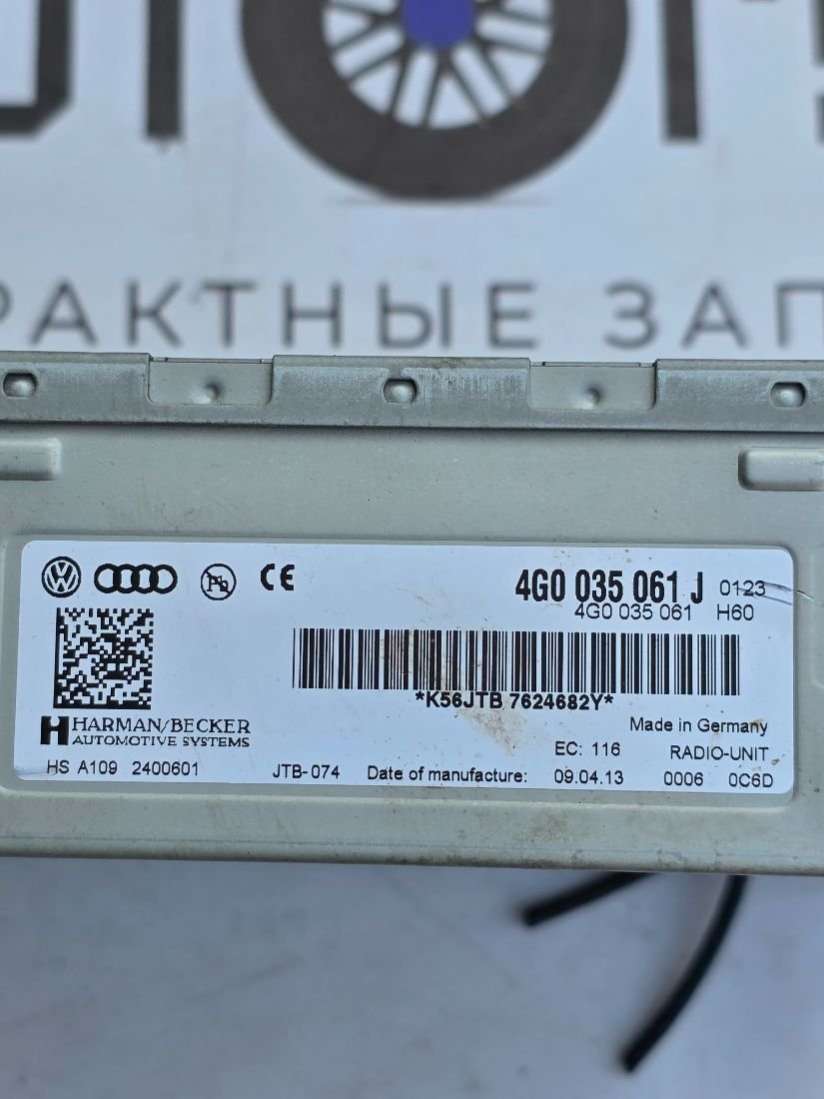 РАКТНЫЕ ЗАП
4G0 035 061 J 0123
4G0 035 061 H60
*K56JTB 7624682Y*
HARMAN/BECKER
AUTOMOTIVE SYSTEMS
Made in Germany
EC: 116 RADIO-UNIT
HS A109 2400601 JTB-074 Date of manufacture: 09.04.13 0006 0C6D